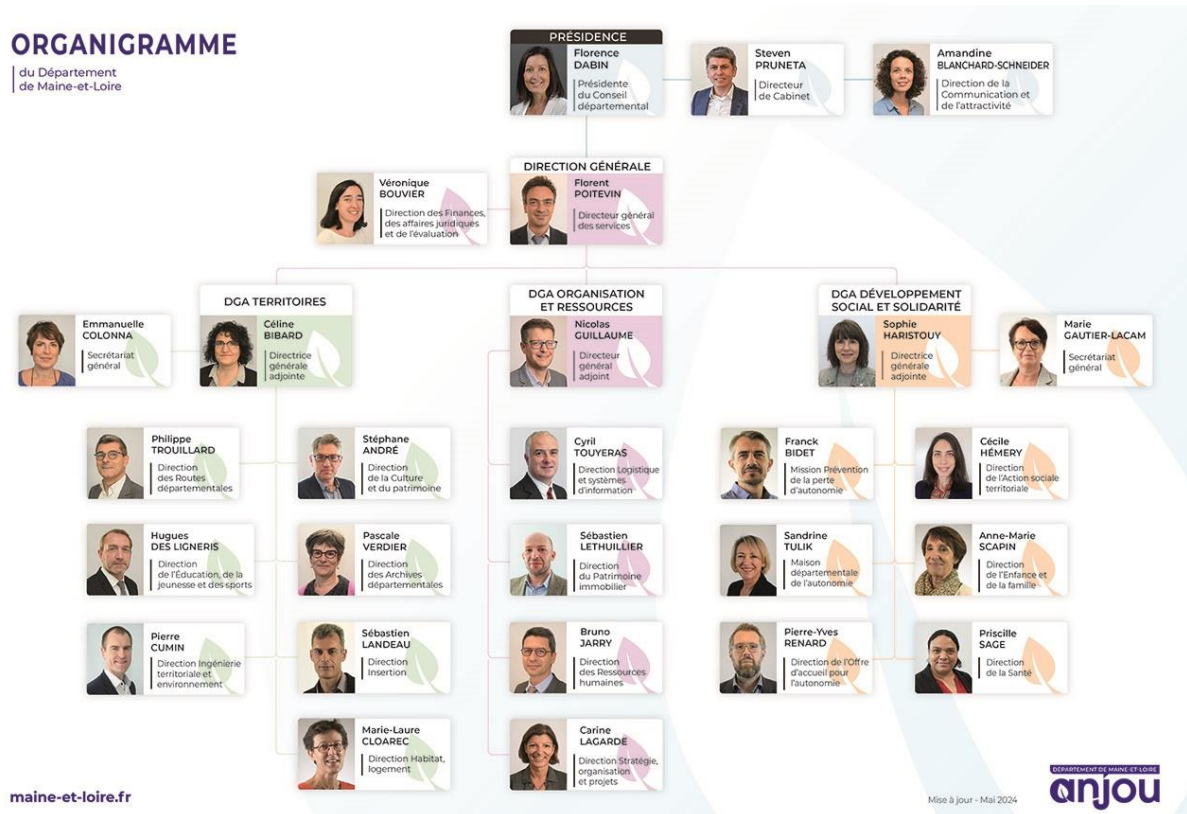 ORGANIGRAMME
du Département
de Maine-et-Loire
PRÉSIDENCE
Florence
DABIN
Présidente
du Conseil
départemental
Steven
PRUNETA
Directeur
de Cabinet
Amandine
BLANCHARD-SCHNEIDER
Direction de la
Communication et
de l'attractivité
Véronique
BOUVIER
Direction des Finances,
des affaires juridiques
et de l'évaluation
DIRECTION GÉNÉRALE
Florent
POITEVIN
Directeur général
des services
DGA TERRITOIRES
Emmanuelle
COLONNA
Secrétariat
général
Céline
BIBARD
Directrice
générale
adjointe
DGA ORGANISATION
ET RESSOURCES
Nicolas
GUILLAUME
Directeur
général
adjoint
DGA DÉVELOPPEMENT
SOCIAL ET SOLIDARITÉ
Sophie
HARISTOUY
Directrice
générale
adjointe
Marie
GAUTIER-LACAM
Secrétariat
général
Philippe
TROUILLARD
Direction
des Routes
départementales
Stéphane
ANDRÉ
Direction
de la Culture
et du patrimoine
Cyril
TOUYERAS
Direction Logistique
et systèmes
d'information
Franck
BIDET
Mission Prévention
de la perte
d'autonomie
Cécile
HÉMERY
Direction
de l'Action sociale
territoriale
Hugues
DES LIGNERIS
Direction
de l'Éducation, de la
jeunesse et des sports
Pascale
VERDIER
Direction
des Archives
départementales
Sébastien
LETHUILLIER
Direction
du Patrimoine
immobilier
Sandrine
TULIK
Maison
départementale
de l'autonomie
Anne-Marie
SCAPIN
Direction
de l'Enfance et
de la famille
Pierre
CUMIN
Direction Ingénierie
territoriale et
environnement
Sébastien
LANDEAU
Direction
Insertion
Bruno
JARRY
Direction
des Ressources
humaines
Pierre-Yves
RENARD
Direction de l'Offre
d'accueil pour
l'autonomie
Priscille
SAGE
Direction
de la Santé
Marie-Laure
CLOAREC
Direction Habitat,
logement
Carine
LAGARDE
Direction Stratégie,
organisation
et projets
maine-et-loire.fr
Mise à jour - Mai 2024
DÉPARTEMENT DE MAINE-ET-LOIRE
anjou